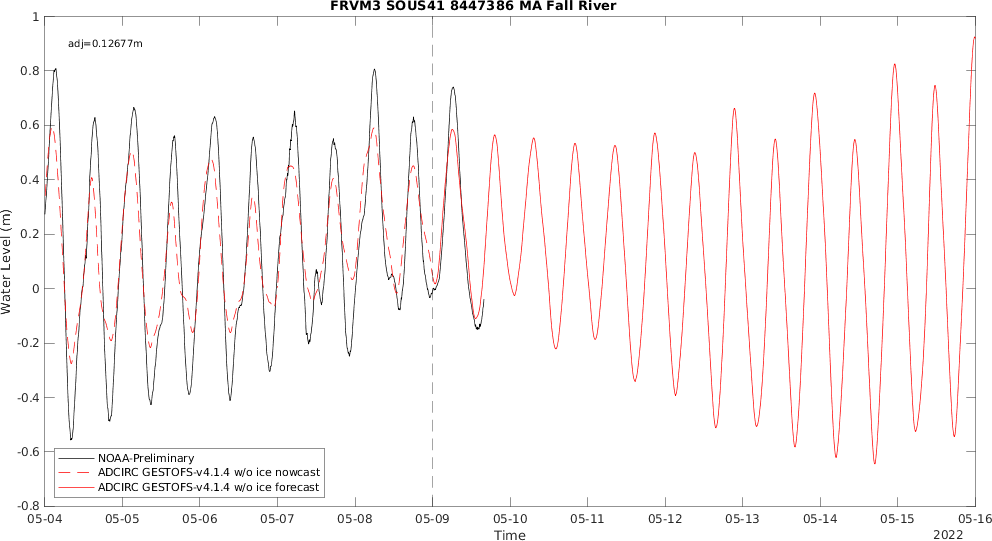 FRVM3 SOUS41 8447386 MA Fall River
adj=0.12677m
1
0.8
0.6
0.4
0.2
0
-0.2
-0.4
-0.6
-0.8
Water Level (m)
NOAA-Preliminary
ADCIRC GESTOFS-v4.1.4 w/o ice nowcast
ADCIRC GESTOFS-v4.1.4 w/o ice forecast
05-04 05-05 05-06 05-07 05-08 05-09 05-10 05-11 05-12 05-13 05-14 05-15 05-16
Time
2022